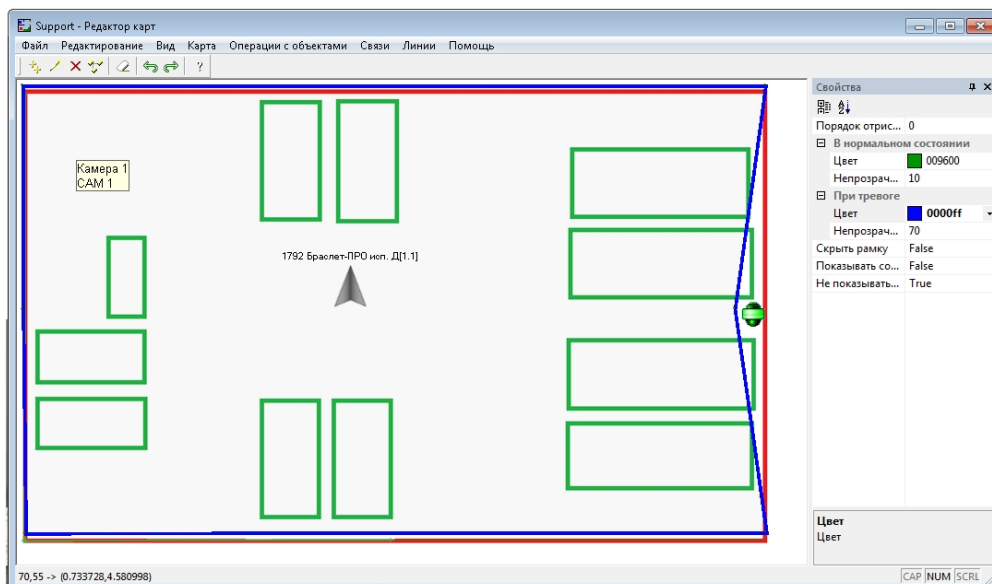 Support - Редактор карт
Файл Редактирование Вид Карта Операции с объектами Связи Линии Помощь
?
Свойства
Порядок отрис... 0
В нормальном состоянии
Цвет 009600
Непрозрач... 10
При тревоге
Цвет 0000ff
Непрозрач... 70
Скрыть рамку False
Показывать со... False
Не показывать... True
Камера 1
CAM 1
1792 Браслет-ПРО исп. Д[1.1]
Цвет
Цвет
70,55 -> (0.733728,4.580998)
CAP NUM SCRL